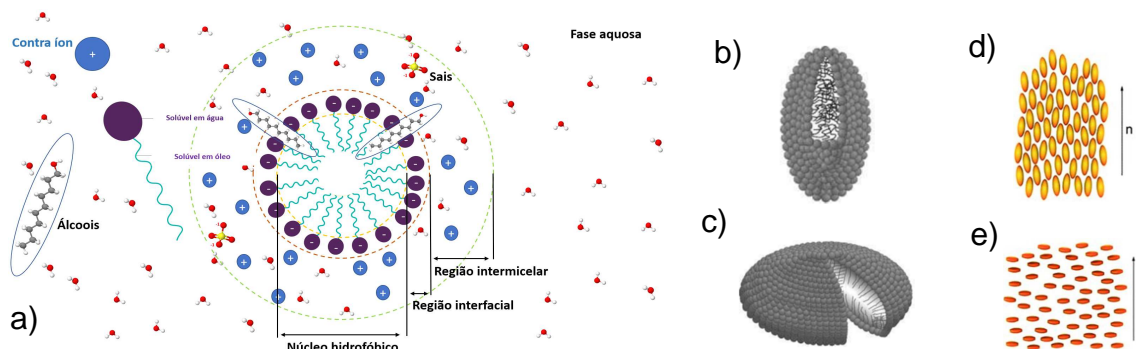 Contra íon
+
Solúvel em água
Solúvel em óleo
Álcoois
a)
Sais
Fase aquosa
Região intermicelar
Região interfacial
Núcleo hidrofóbico
b)
c)
d)
n
e)